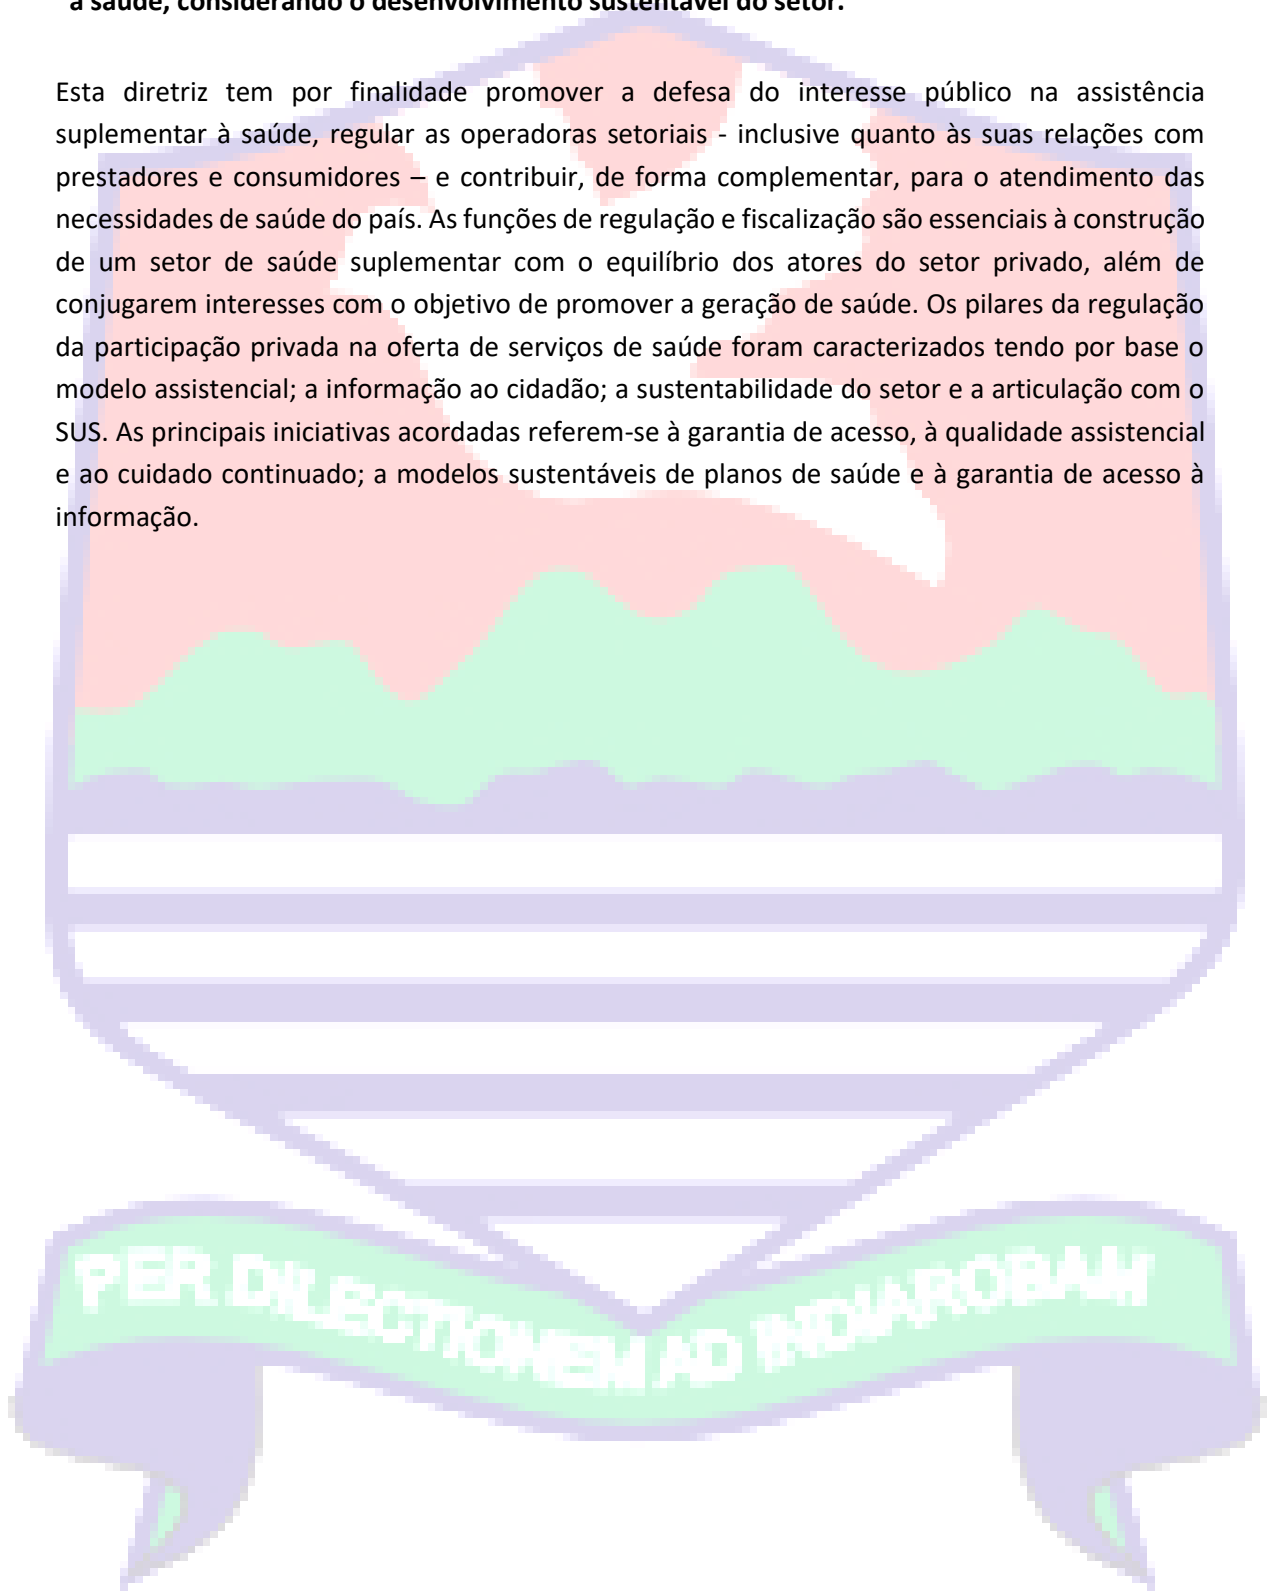 a saúde, considerando o desenvolvimento sustentável do setor.
Esta diretriz tem por finalidade promover a defesa do interesse público na assistência
suplementar à saúde, regular as operadoras setoriais - inclusive quanto às suas relações com
prestadores e consumidores – e contribuir, de forma complementar, para o atendimento das
necessidades de saúde do país. As funções de regulação e fiscalização são essenciais à construção
de um setor de saúde suplementar com o equilíbrio dos atores do setor privado, além de
conjugarem interesses com o objetivo de promover a geração de saúde. Os pilares da regulação
da participação privada na oferta de serviços de saúde foram caracterizados tendo por base o
modelo assistencial; a informação ao cidadão; a sustentabilidade do setor e a articulação com o
SUS. As principais iniciativas acordadas referem-se à garantia de acesso, à qualidade assistencial
e ao cuidado continuado; a modelos sustentáveis de planos de saúde e à garantia de acesso à
informação.
PER DILECTIONEM AD INDIAROBAM